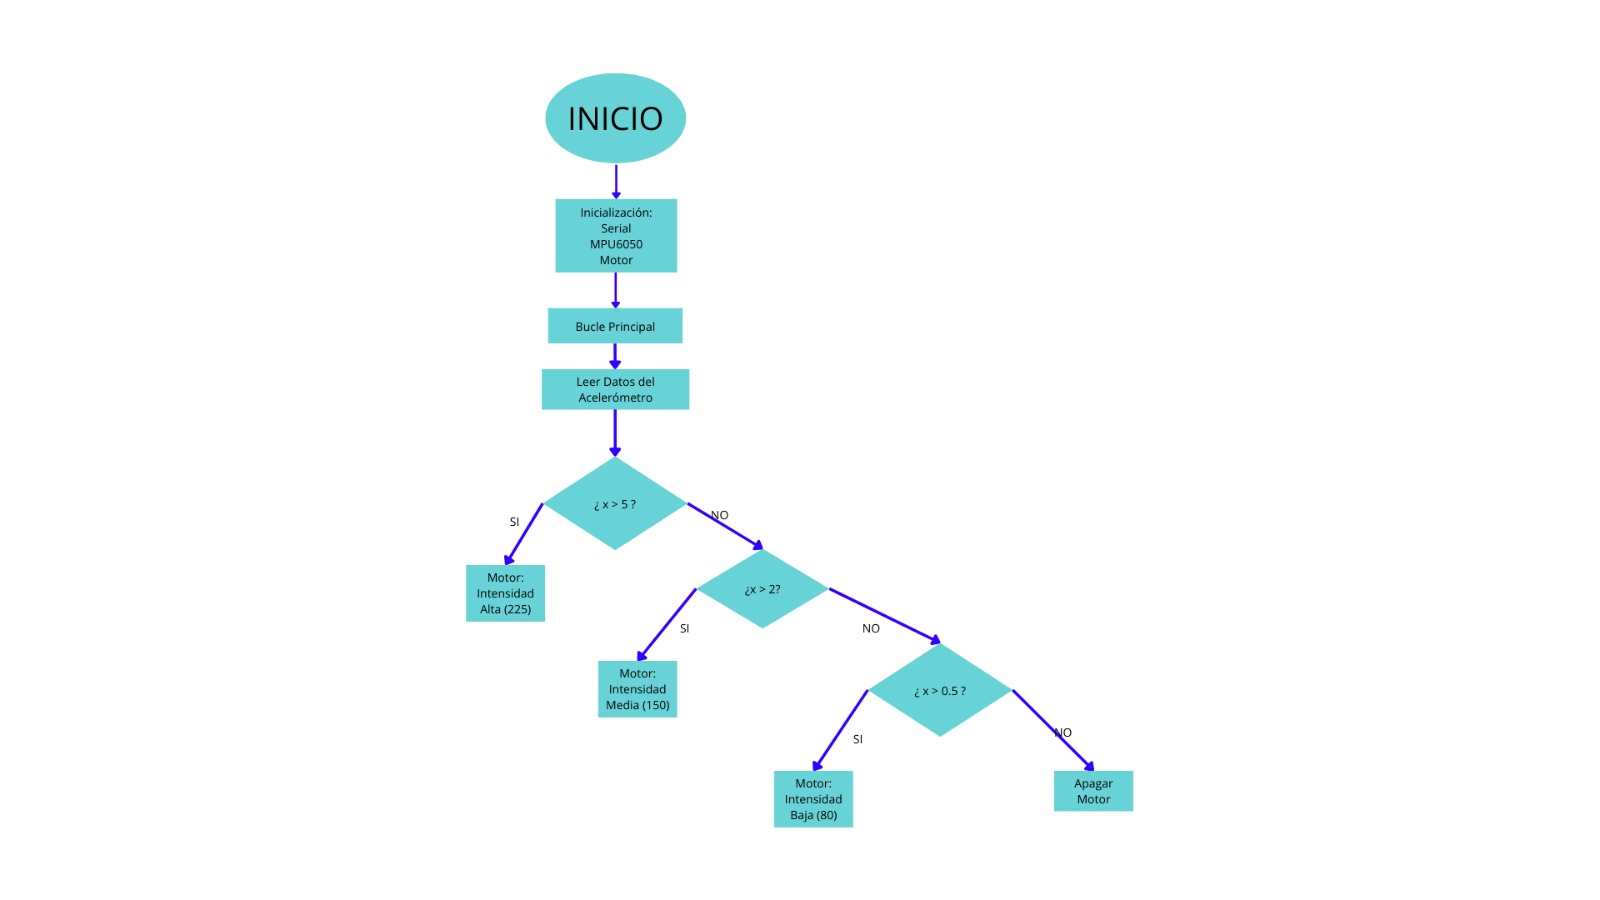 INICIO
Inicialización:
Serial
MPU6050
Motor
Bucle Principal
Leer Datos del
Acelerómetro
¿ x > 5 ?
SI
NO
Motor:
Intensidad
Alta (225)
¿x > 2?
SI
NO
Motor:
Intensidad
Media (150)
¿ x > 0.5 ?
SI
NO
Motor:
Intensidad
Baja (80)
Apagar
Motor